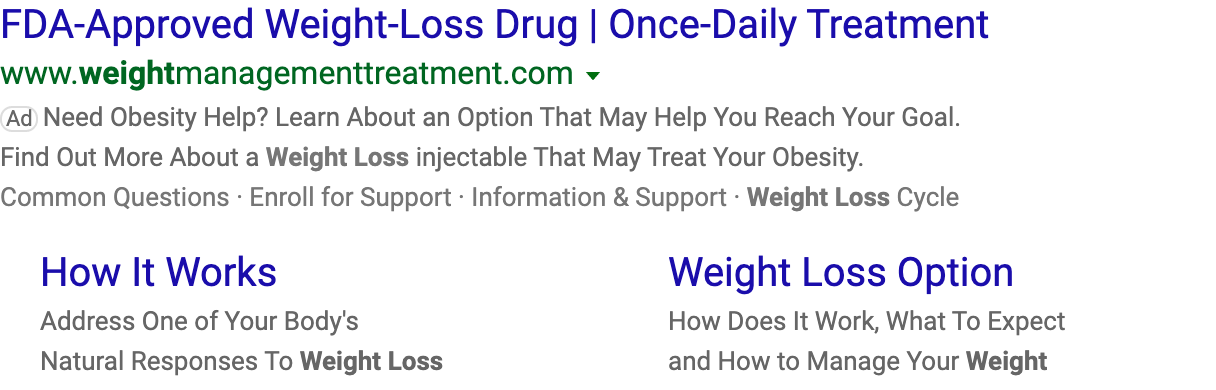 FDA-Approved Weight-Loss Drug | Once-Daily Treatment
www.weightmanagementtreatment.com
Ad Need Obesity Help? Learn About an Option That May Help You Reach Your Goal.
Find Out More About a Weight Loss injectable That May Treat Your Obesity.
Common Questions · Enroll for Support · Information & Support · Weight Loss Cycle
How It Works
Address One of Your Body's
Natural Responses To Weight Loss
Weight Loss Option
How Does It Work, What To Expect
and How to Manage Your Weight